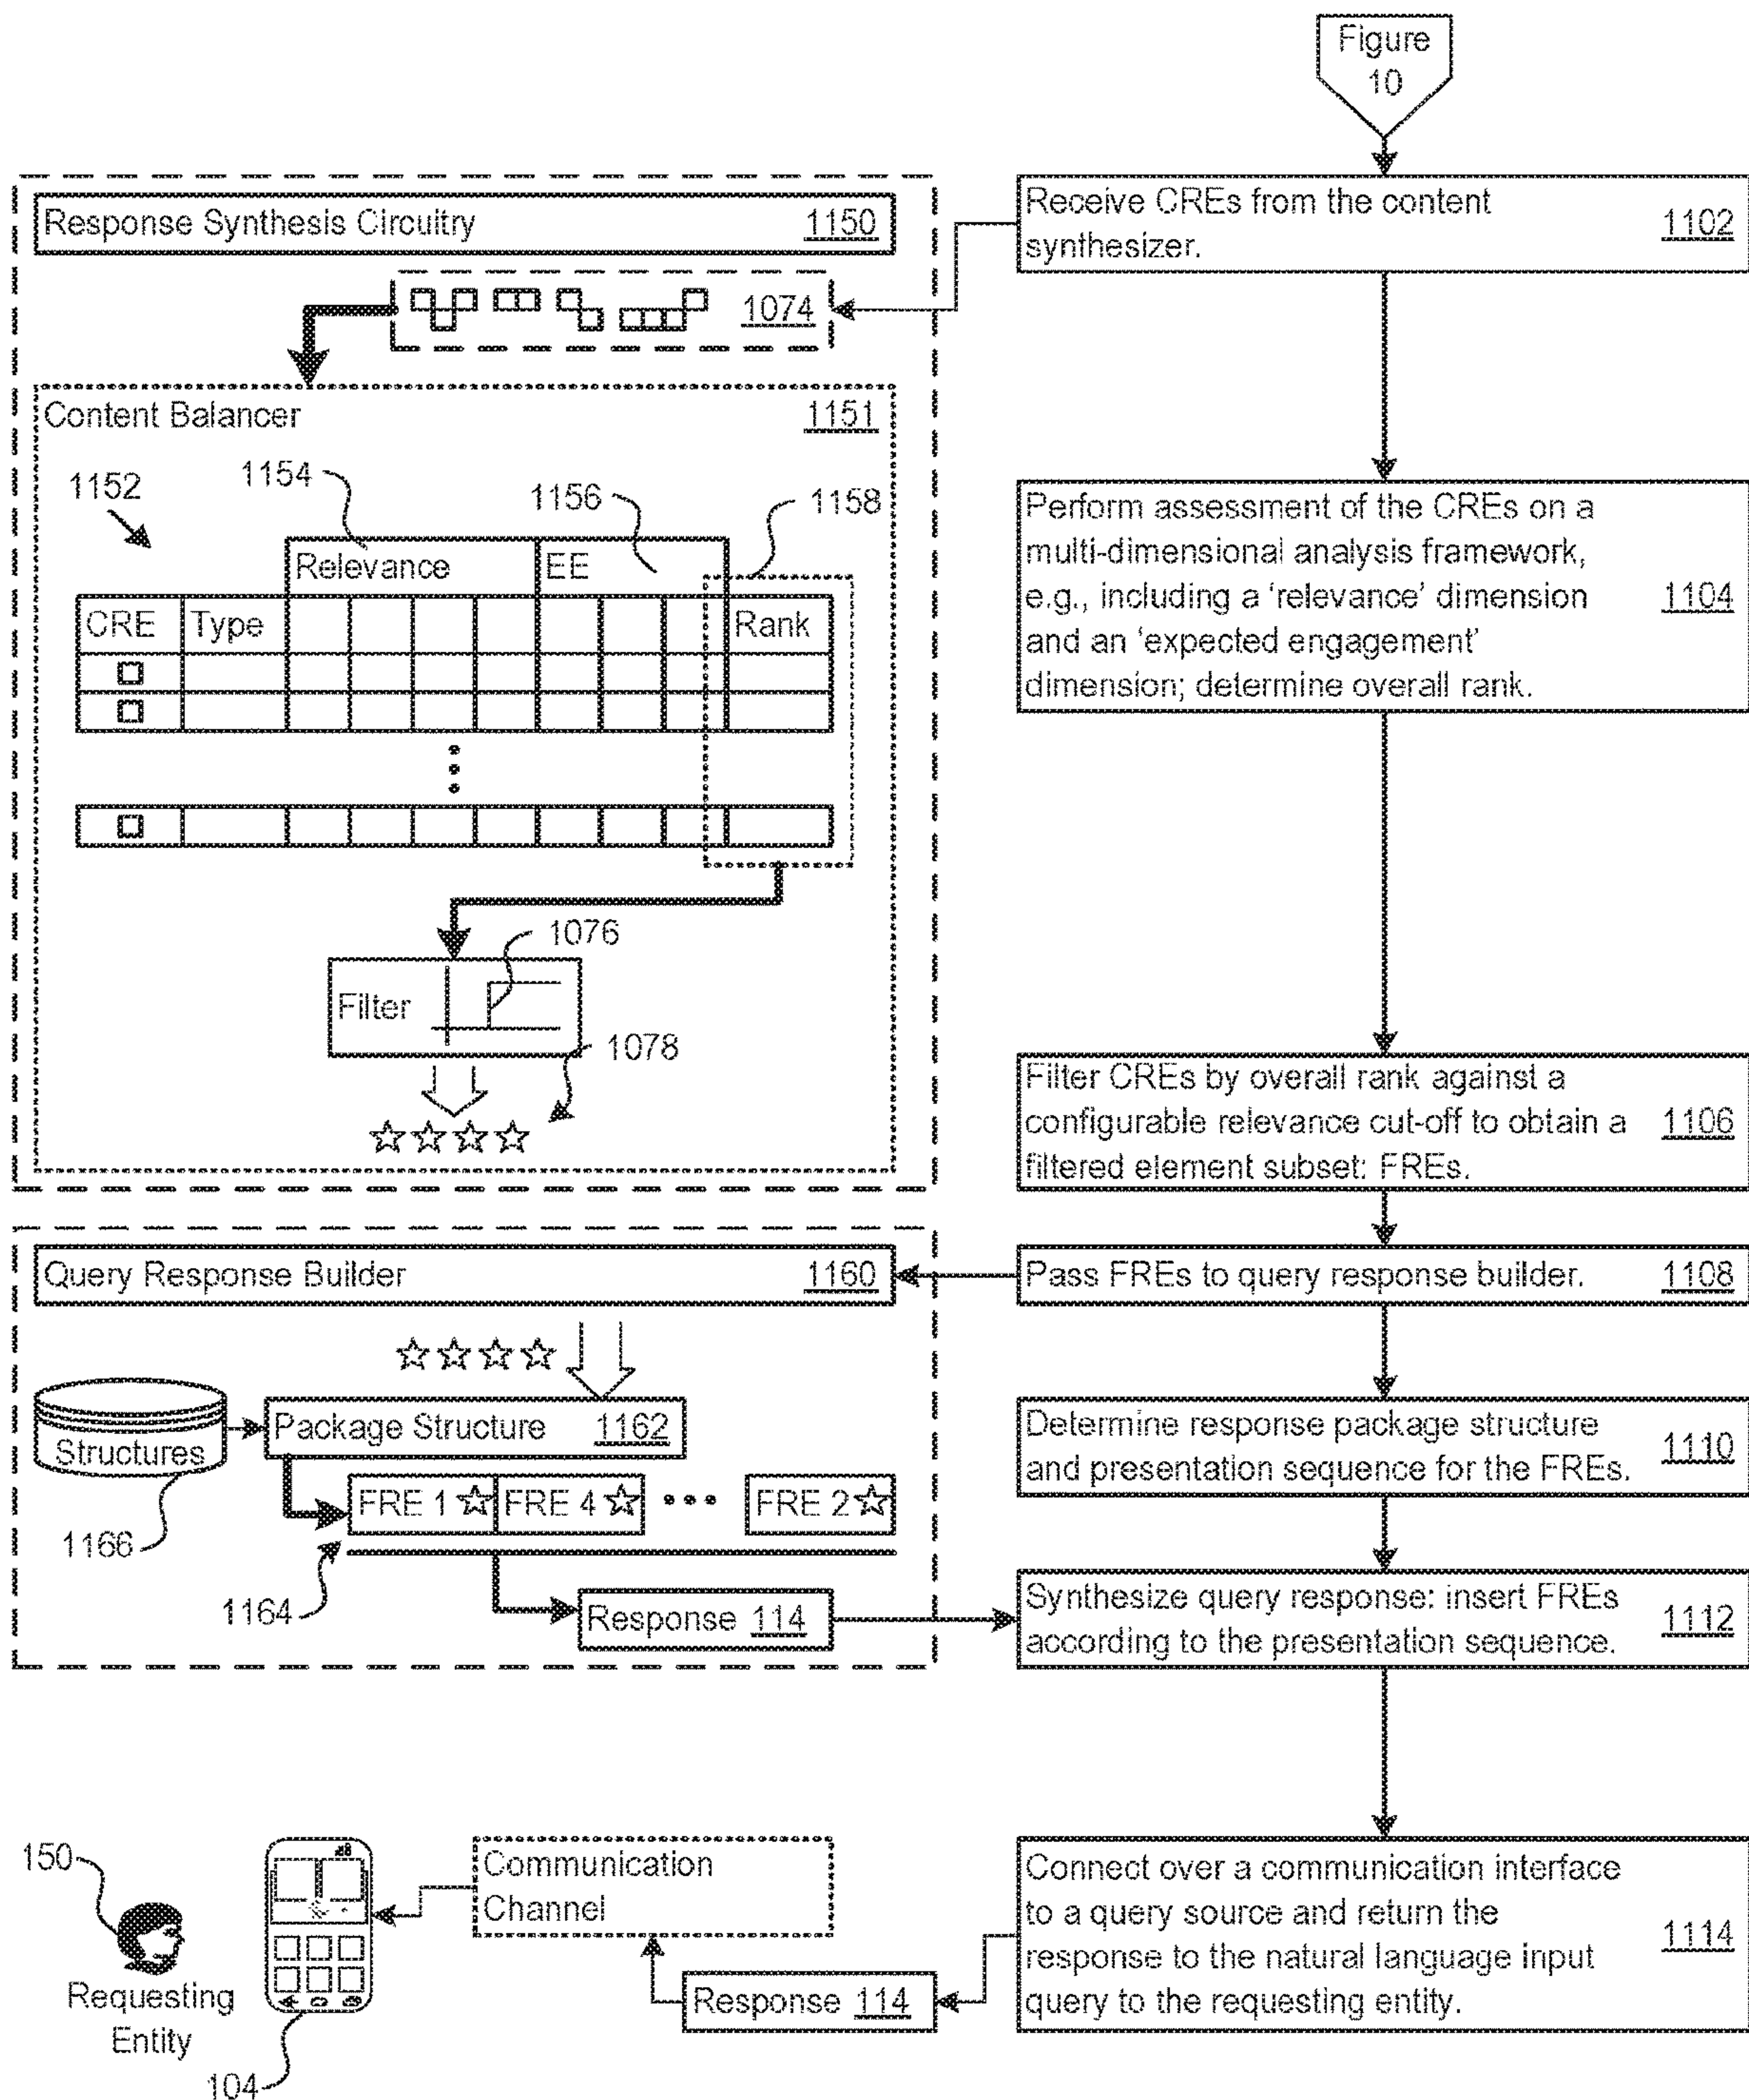 Figure
10
Receive CREs from the content
synthesizer.
1102
Response Synthesis Circuitry 1150
1074
Content Balancer 1151
1152
1154
1156
1158
Relevance EE
CRE Type Rank
Perform assessment of the CREs on a
multi-dimensional analysis framework,
e.g., including a ‘relevance’ dimension
and an ‘expected engagement’
dimension; determine overall rank.
1104
1076
Filter
1078
Filter CREs by overall rank against a
configurable relevance cut-off to obtain a
filtered element subset: FREs.
1106
Query Response Builder 1160
Pass FREs to query response builder. 1108
Structures
1166
Package Structure 1162
FRE 1 FRE 4 FRE 2
1164
Response 114
Determine response package structure
and presentation sequence for the FREs.
1110
Synthesize query response: insert FREs
according to the presentation sequence.
1112
150
Requesting
Entity
104
Communication
Channel
Response 114
Connect over a communication interface
to a query source and return the
response to the natural language input
query to the requesting entity.
1114